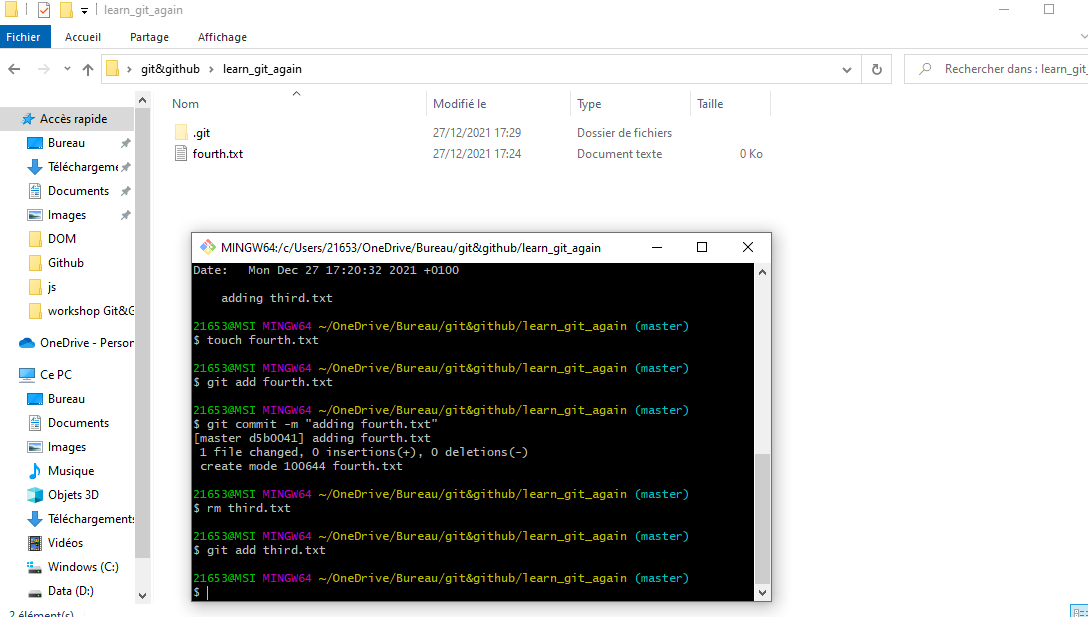 learn_git_again
Fichier Accueil Partage Affichage
git&github > learn_git_again
Rechercher dans : learn_git_
Nom Modifié le Type Taille
.git 27/12/2021 17:29 Dossier de fichiers
fourth.txt 27/12/2021 17:24 Document texte 0 Ko
Accès rapide
Bureau
Téléchargeme
Documents
Images
DOM
Github
js
workshop Git&G
OneDrive - Person
Ce PC
Bureau
Documents
Images
Musique
Objets 3D
Téléchargements
Vidéos
Windows (C:)
Data (D:)
2 élément(s)
MINGW64:/c/Users/21653/OneDrive/Bureau/git&github/learn_git_again
Date:   Mon Dec 27 17:20:32 2021 +0100
    adding third.txt
21653@MSI MINGW64 ~/OneDrive/Bureau/git&github/learn_git_again (master)
$ touch fourth.txt
21653@MSI MINGW64 ~/OneDrive/Bureau/git&github/learn_git_again (master)
$ git add fourth.txt
21653@MSI MINGW64 ~/OneDrive/Bureau/git&github/learn_git_again (master)
$ git commit -m "adding fourth.txt"
[master d5b0041] adding fourth.txt
 1 file changed, 0 insertions(+), 0 deletions(-)
 create mode 100644 fourth.txt
21653@MSI MINGW64 ~/OneDrive/Bureau/git&github/learn_git_again (master)
$ rm third.txt
21653@MSI MINGW64 ~/OneDrive/Bureau/git&github/learn_git_again (master)
$ git add third.txt
21653@MSI MINGW64 ~/OneDrive/Bureau/git&github/learn_git_again (master)
$